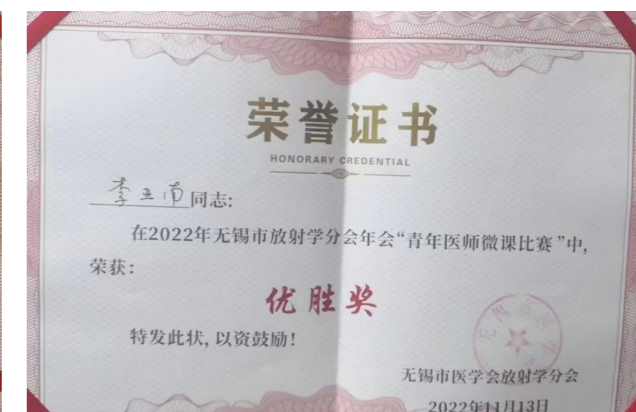 荣誉证书
HONORARY CREDENTIAL
李亚南同志:
在2022年无锡市放射学分会年会“青年医师微课比赛”中,
荣获:
优胜奖
特发此状,以资鼓励!
无锡市医学会放射学分会
2022年11月13日